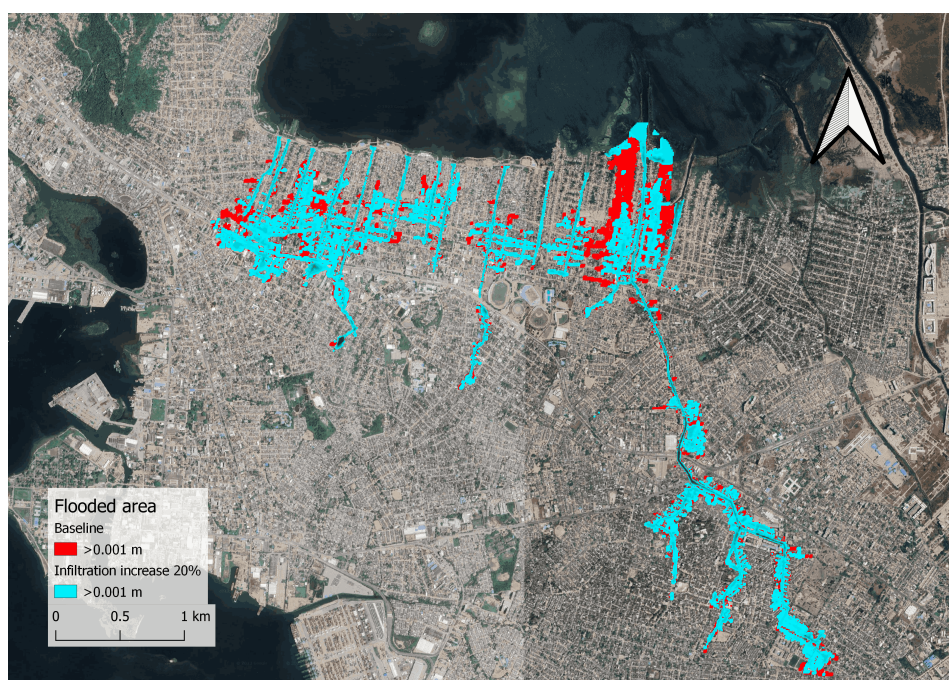 Flooded area
Baseline
>0.001 m
Infiltration increase 20%
>0.001 m
0 0.5 1 km